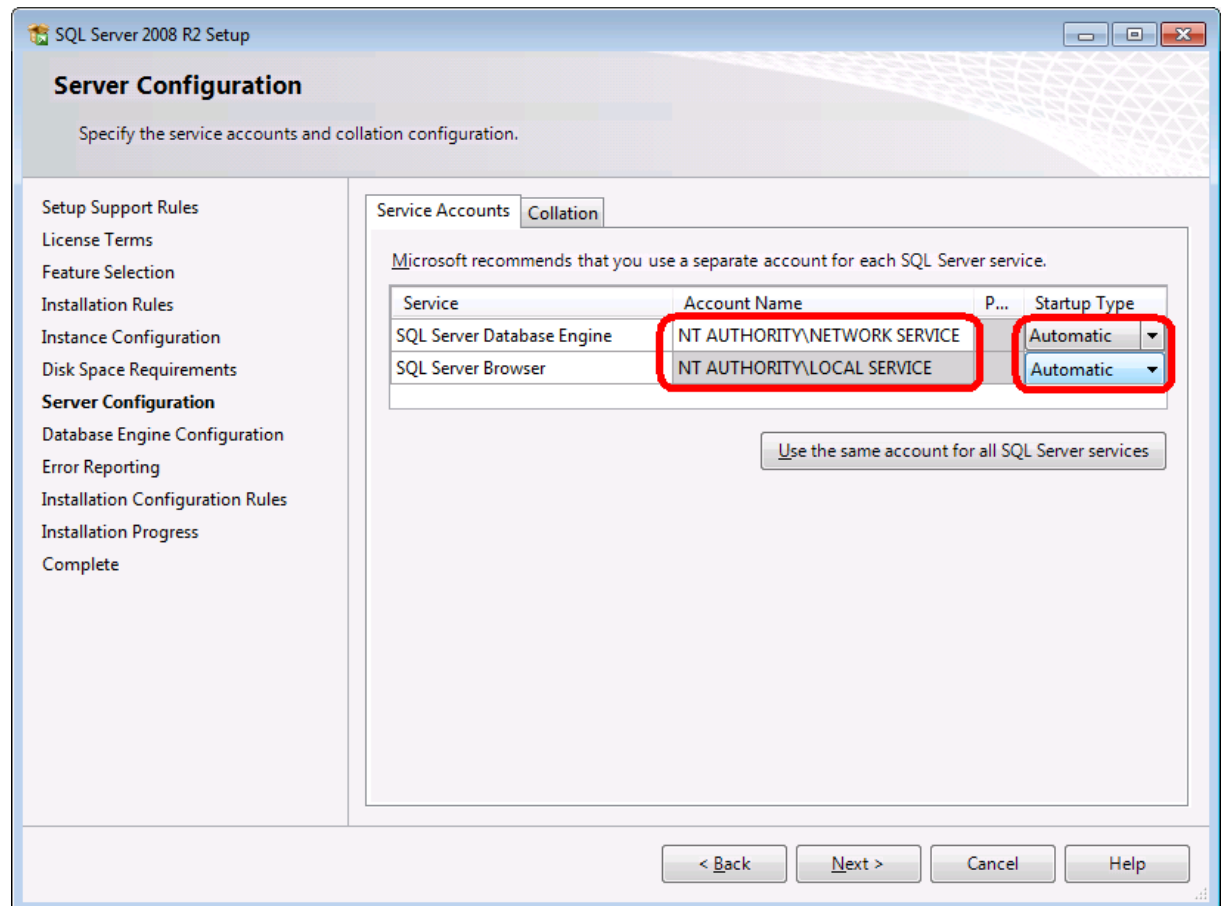 SQL Server 2008 R2 Setup
Server Configuration
Specify the service accounts and collation configuration.
Setup Support Rules
License Terms
Feature Selection
Installation Rules
Instance Configuration
Disk Space Requirements
Server Configuration
Database Engine Configuration
Error Reporting
Installation Configuration Rules
Installation Progress
Complete
Service Accounts Collation
Microsoft recommends that you use a separate account for each SQL Server service.
Service Account Name P... Startup Type
SQL Server Database Engine NT AUTHORITY\NETWORK SERVICE Automatic
SQL Server Browser NT AUTHORITY\LOCAL SERVICE Automatic
Use the same account for all SQL Server services
< Back Next > Cancel Help